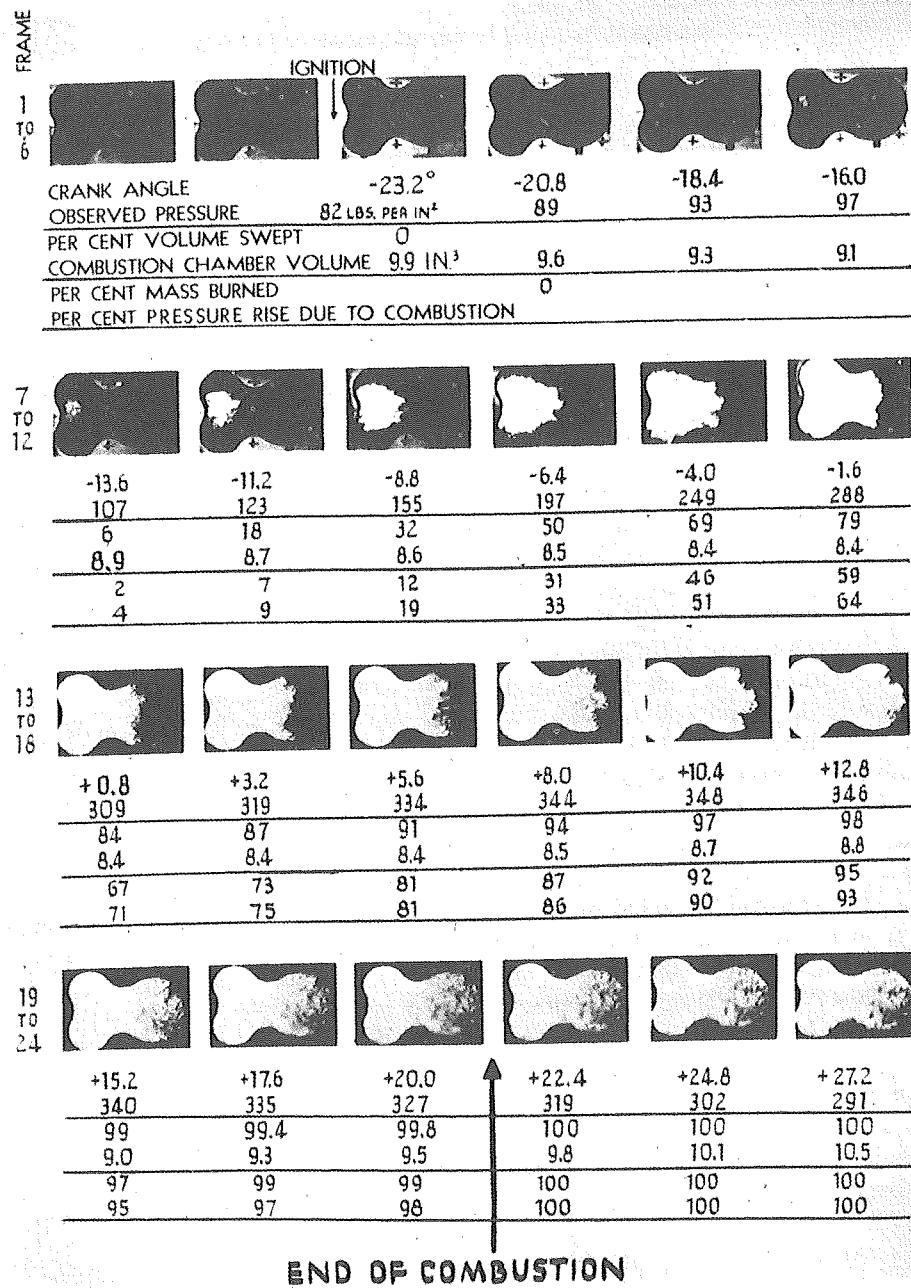 FRAME
IGNITION
1 TO 6
CRANK ANGLE -23.2° -20.8 -18.4 -16.0
OBSERVED PRESSURE 82 LBS. PER IN² 89 93 97
PER CENT VOLUME SWEPT 0
COMBUSTION CHAMBER VOLUME 9.9 IN.³ 9.6 9.3 9.1
PER CENT MASS BURNED 0
PER CENT PRESSURE RISE DUE TO COMBUSTION
7 TO 12
-13.6 -11.2 -8.8 -6.4 -4.0 -1.6
107 123 155 197 249 288
6 18 32 50 69 79
8.9 8.7 8.6 8.5 8.4 8.4
2 7 12 31 46 59
4 9 19 33 51 64
13 TO 18
+0.8 +3.2 +5.6 +8.0 +10.4 +12.8
309 319 334 344 348 346
84 87 91 94 97 98
8.4 8.4 8.4 8.5 8.7 8.8
67 73 81 87 92 95
71 75 81 86 90 93
19 TO 24
+15.2 +17.6 +20.0 +22.4 +24.8 +27.2
340 335 327 319 302 291
99 99.4 99.8 100 100 100
9.0 9.3 9.5 9.8 10.1 10.5
97 99 99 100 100 100
95 97 98 100 100 100
END OF COMBUSTION